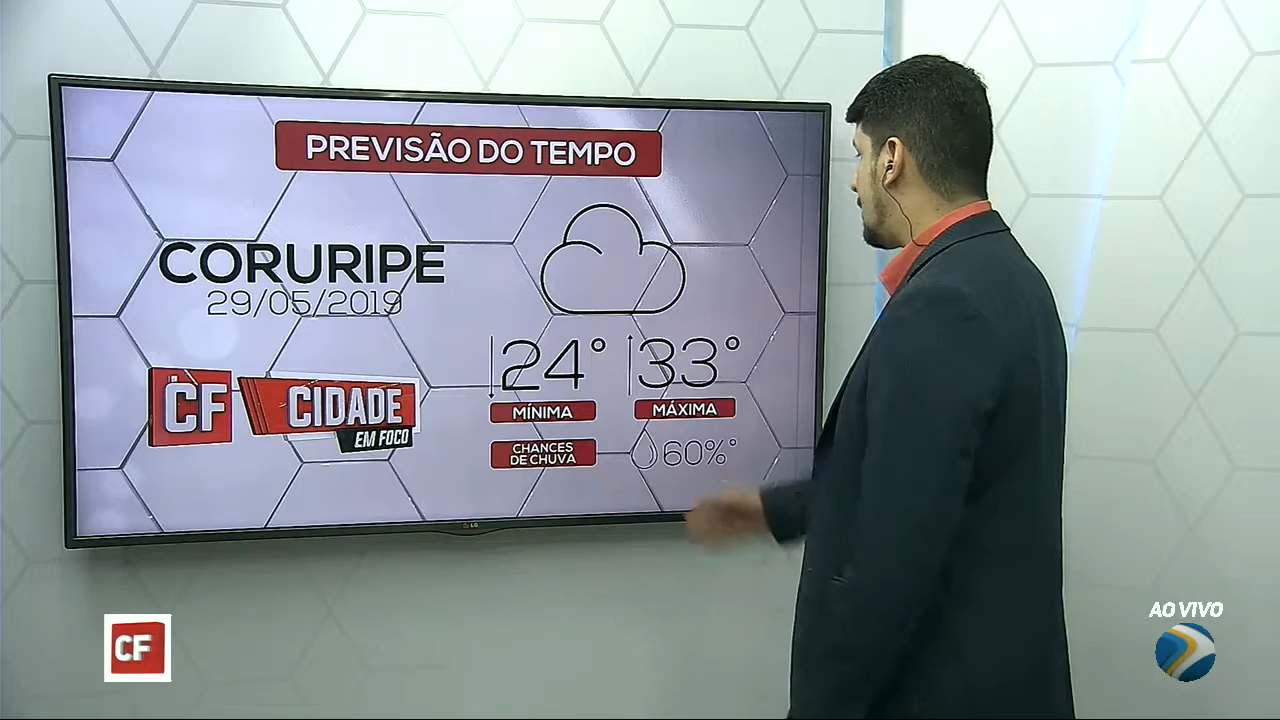 PREVISÃO DO TEMPO
CORURIPE
29/05/2019
CF CIDADE
EM FOCO
24° 33°
MÍNIMA MÁXIMA
CHANCES
DE CHUVA
60%°
LG
CF
AO VIVO